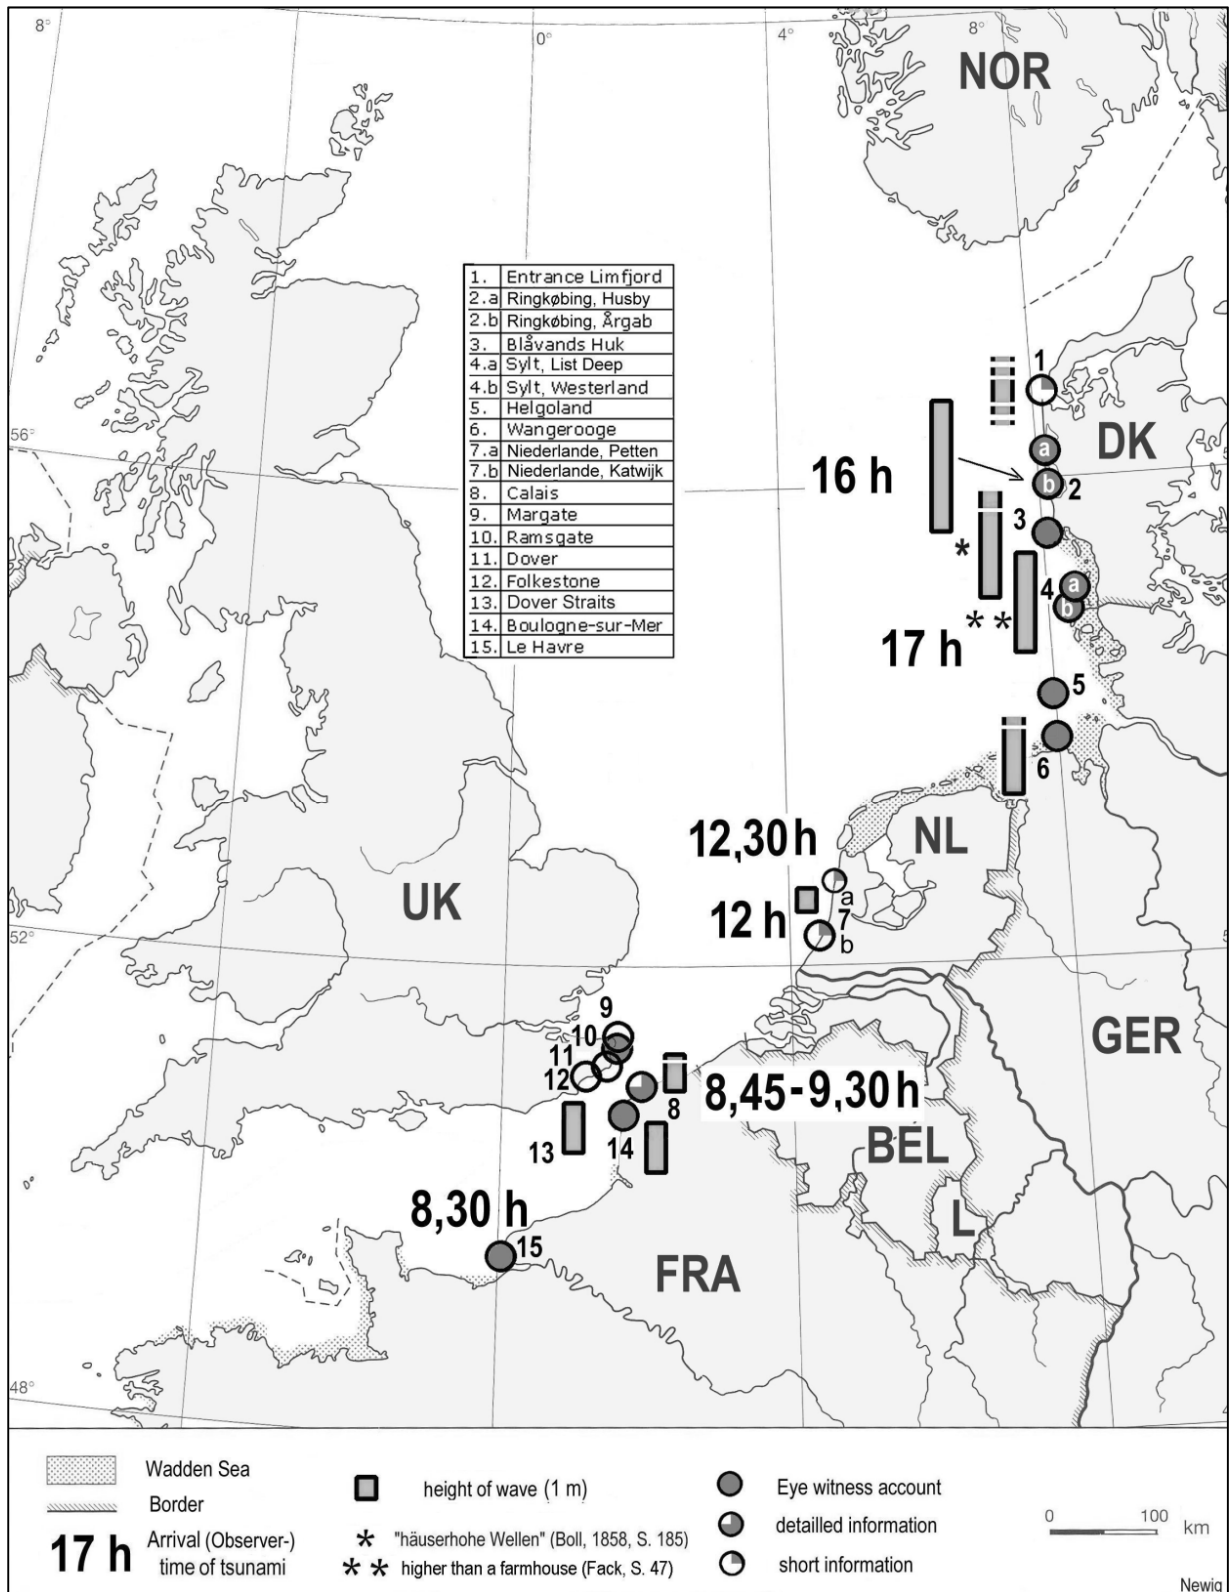 8°
0°
4°
8°
NOR
1. Entrance Limfjord
2.a Ringkøbing, Husby
2.b Ringkøbing, Årgab
3. Blåvands Huk
4.a Sylt, List Deep
4.b Sylt, Westerland
5. Helgoland
6. Wangerooge
7.a Niederlande, Petten
7.b Niederlande, Katwijk
8. Calais
9. Margate
10. Ramsgate
11. Dover
12. Folkestone
13. Dover Straits
14. Boulogne-sur-Mer
15. Le Havre
1
56°
DK
a
16 h
b
2
3
*
4
a
b
* *
17 h
5
6
12,30 h
NL
a
UK
12 h
7
b
52°
5
9
10
11
12
GER
8,45-9,30 h
8
13
14
BEL
8,30 h
15
L
FRA
48°
4
Wadden Sea
Border
17 h Arrival (Observer-)
time of tsunami
height of wave (1 m)
* "häuserhohe Wellen" (Boll, 1858, S. 185)
* * higher than a farmhouse (Fack, S. 47)
Eye witness account
detailled information
short information
0 100 km
Newig